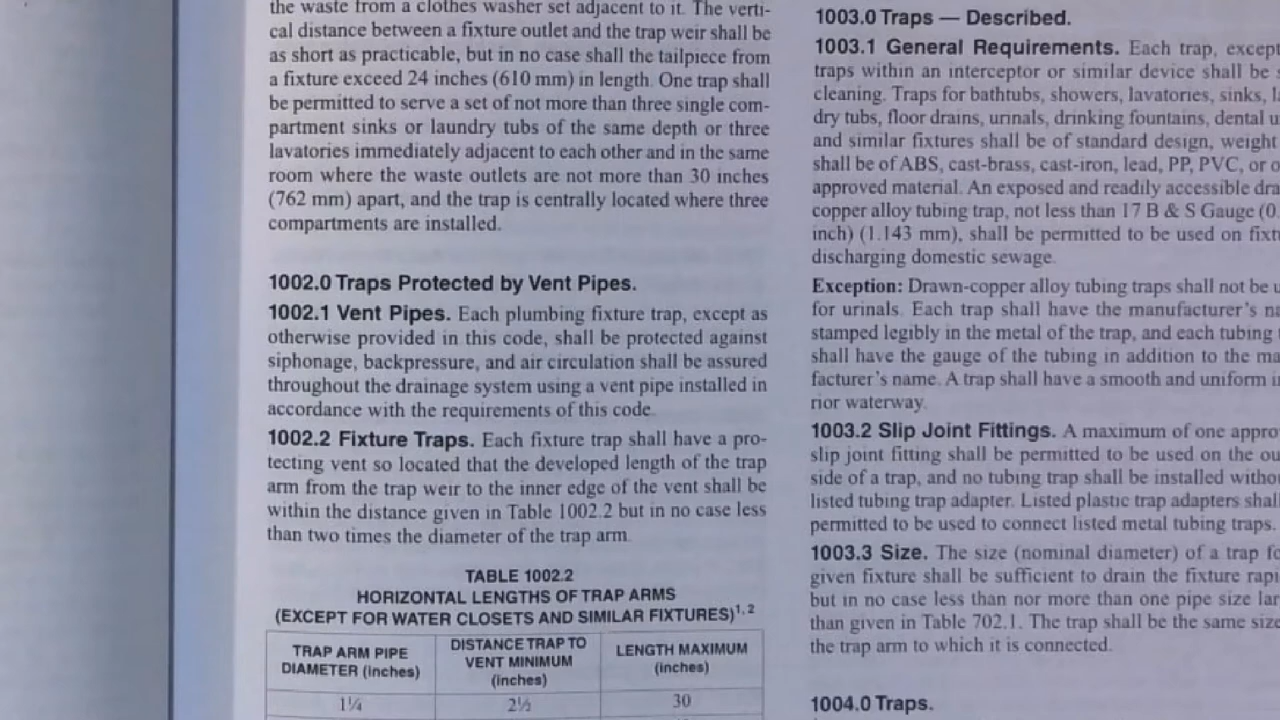 the waste from a clothes washer set adjacent to it. The verti-
cal distance between a fixture outlet and the trap weir shall be
as short as practicable, but in no case shall the tailpiece from
a fixture exceed 24 inches (610 mm) in length. One trap shall
be permitted to serve a set of not more than three single com-
partment sinks or laundry tubs of the same depth or three
lavatories immediately adjacent to each other and in the same
room where the waste outlets are not more than 30 inches
(762 mm) apart, and the trap is centrally located where three
compartments are installed.
1002.0 Traps Protected by Vent Pipes.
1002.1 Vent Pipes. Each plumbing fixture trap, except as
otherwise provided in this code, shall be protected against
siphonage, backpressure, and air circulation shall be assured
throughout the drainage system using a vent pipe installed in
accordance with the requirements of this code.
1002.2 Fixture Traps. Each fixture trap shall have a pro-
tecting vent so located that the developed length of the trap
arm from the trap weir to the inner edge of the vent shall be
within the distance given in Table 1002.2 but in no case less
than two times the diameter of the trap arm.
TABLE 1002.2
HORIZONTAL LENGTHS OF TRAP ARMS
(EXCEPT FOR WATER CLOSETS AND SIMILAR FIXTURES)1, 2
TRAP ARM PIPE DIAMETER (inches)
DISTANCE TRAP TO VENT MINIMUM (inches)
LENGTH MAXIMUM (inches)
1¼ 2½ 30
1003.0 Traps — Described.
1003.1 General Requirements. Each trap, except
traps within an interceptor or similar device shall be
cleaning. Traps for bathtubs, showers, lavatories, sinks,
dry tubs, floor drains, urinals, drinking fountains, dental
and similar fixtures shall be of standard design, weight
shall be of ABS, cast-brass, cast-iron, lead, PP, PVC, or
approved material. An exposed and readily accessible
copper alloy tubing trap, not less than 17 B & S Gauge (0.
inch) (1.143 mm), shall be permitted to be used on
discharging domestic sewage.
Exception: Drawn-copper alloy tubing traps shall not be
for urinals. Each trap shall have the manufacturer's
stamped legibly in the metal of the trap, and each tubing
shall have the gauge of the tubing in addition to the
facturer's name. A trap shall have a smooth and uniform
rior waterway.
1003.2 Slip Joint Fittings. A maximum of one
slip joint fitting shall be permitted to be used on the
side of a trap, and no tubing trap shall be installed
listed tubing trap adapter. Listed plastic trap adapters shall
permitted to be used to connect listed metal tubing traps.
1003.3 Size. The size (nominal diameter) of a trap
given fixture shall be sufficient to drain the fixture
but in no case less than nor more than one pipe size
than given in Table 702.1. The trap shall be the same size
the trap arm to which it is connected.
1004.0 Traps.